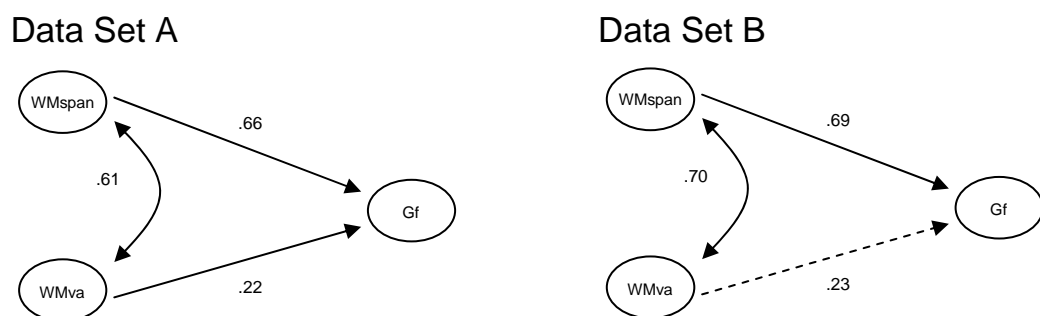 Data Set A
WMspan
.66
.61
Gf
WMva
.22
Data Set B
WMspan
.69
.70
Gf
WMva
.23